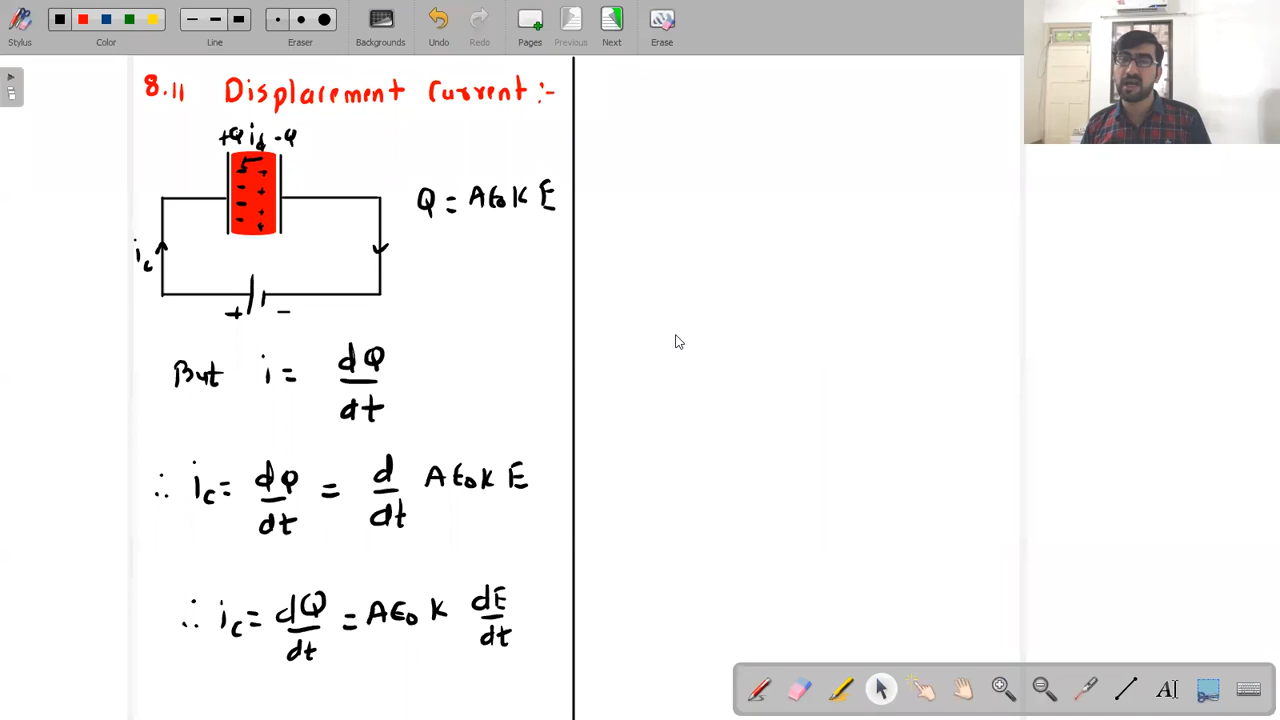 Stylus
Color
Line
Eraser
Backgrounds
Undo
Redo
Pages
Previous
Next
Erase
8.11 Displacement Current :-
+Q id -Q
- +
- +
- +
- +
ic
+ -
Q = Aε₀K E
But i = dQ/dt
∴ ic = dQ/dt = d/dt Aε₀K E
∴ ic = dQ/dt = Aε₀ K dE/dt
AI